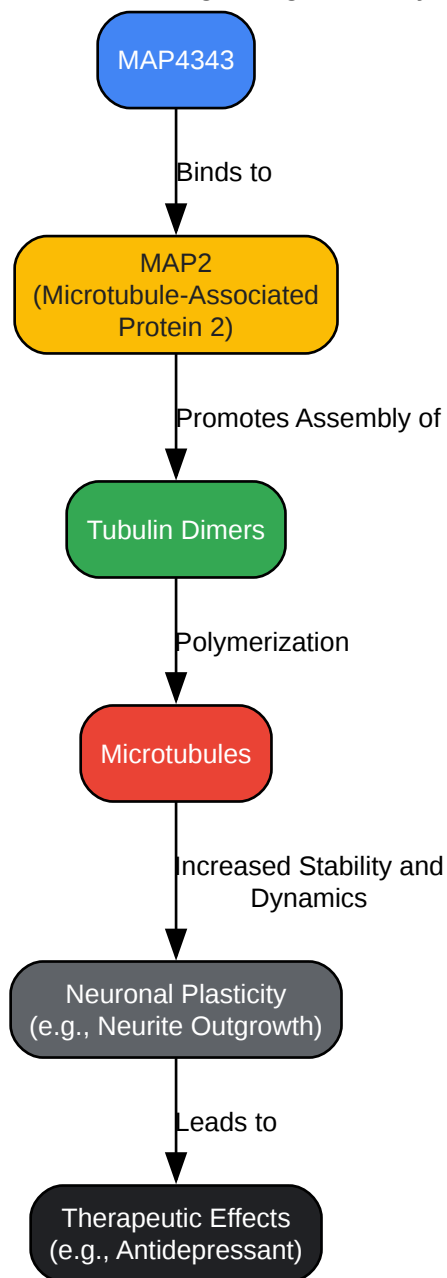 MAP4343
Binds to
MAP2
(Microtubule-Associated
Protein 2)
Promotes Assembly of
Tubulin Dimers
Polymerization
Microtubules
Increased Stability and
Dynamics
Neuronal Plasticity
(e.g., Neurite Outgrowth)
Leads to
Therapeutic Effects
(e.g., Antidepressant)